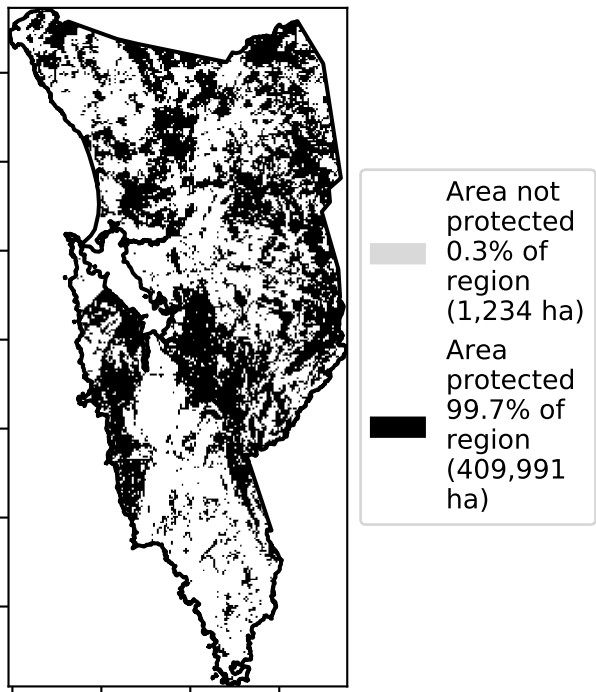 Area not
protected
0.3% of
region
(1,234 ha)
Area
protected
99.7% of
region
(409,991
ha)